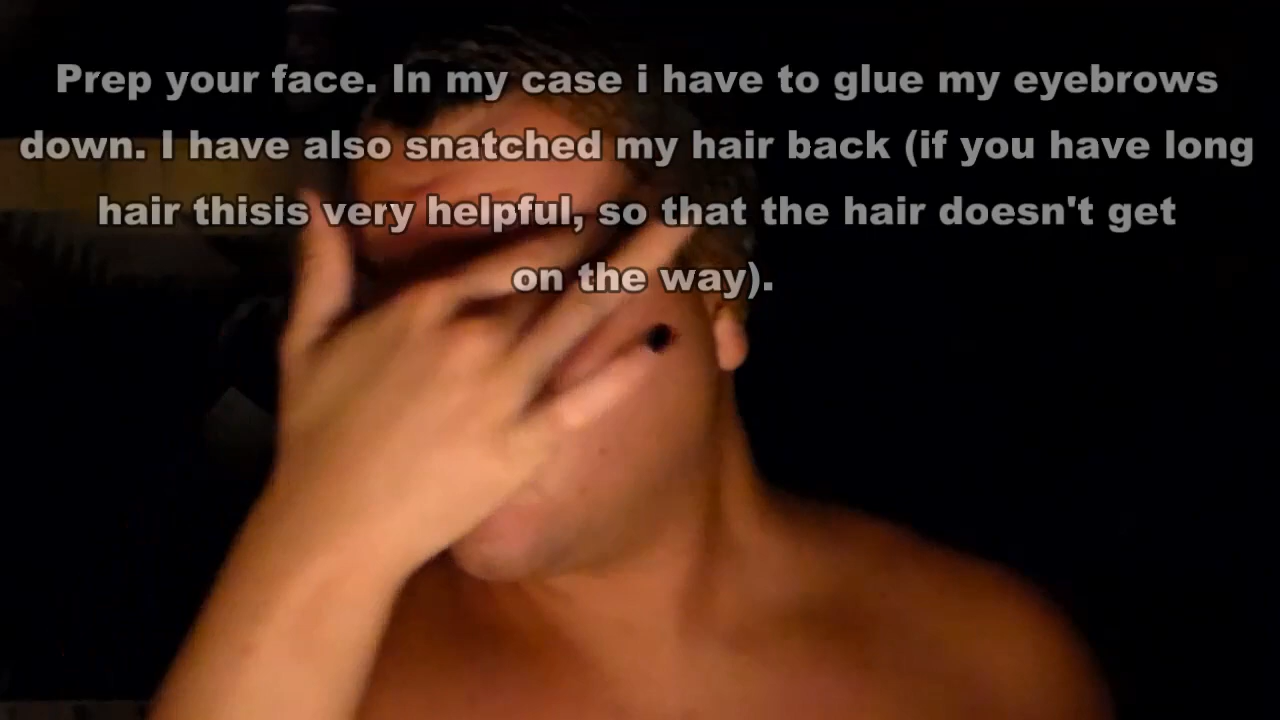 Prep your face. In my case i have to glue my eyebrows
down. I have also snatched my hair back (if you have long
hair thisis very helpful, so that the hair doesn't get
on the way).